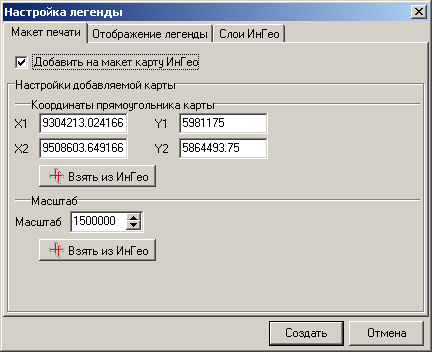 Настройка легенды
Макет печати Отображение легенды Слои ИнГео
Добавить на макет карту ИнГео
Настройки добавляемой карты
Координаты прямоугольника карты
X1 9304213.024166 Y1 5981175
X2 9508603.649166 Y2 5864493.75
Взять из ИнГео
Масштаб
Масштаб 1500000
Взять из ИнГео
Создать Отмена